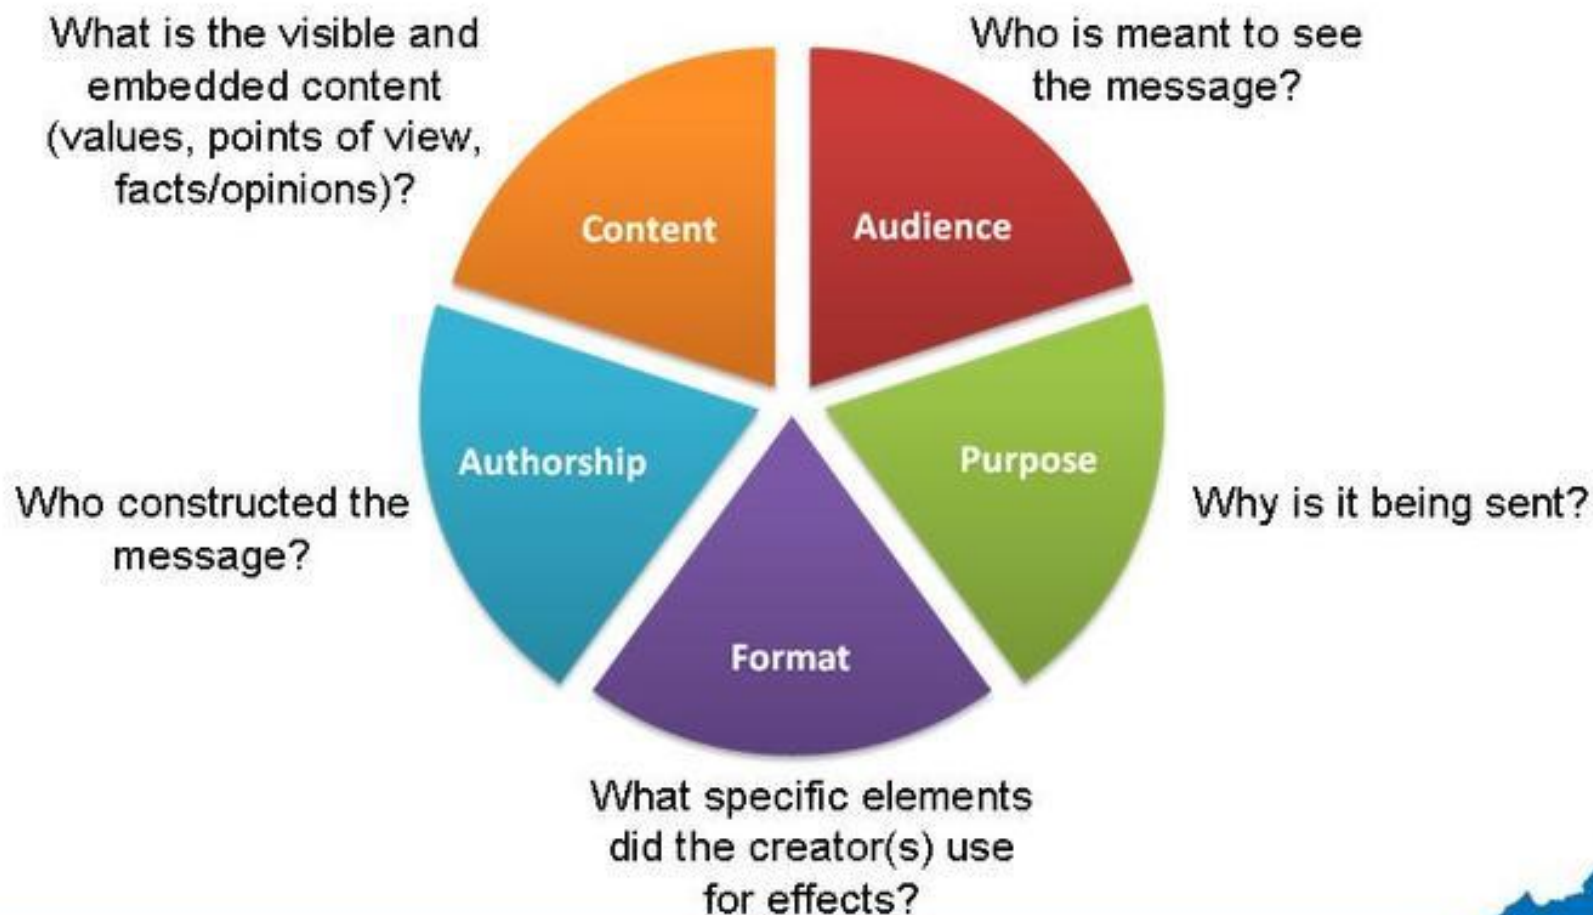 What is the visible and
embedded content
(values, points of view,
facts/opinions)?
Who is meant to see
the message?
Content
Audience
Authorship
Purpose
Who constructed the
message?
Why is it being sent?
Format
What specific elements
did the creator(s) use
for effects?